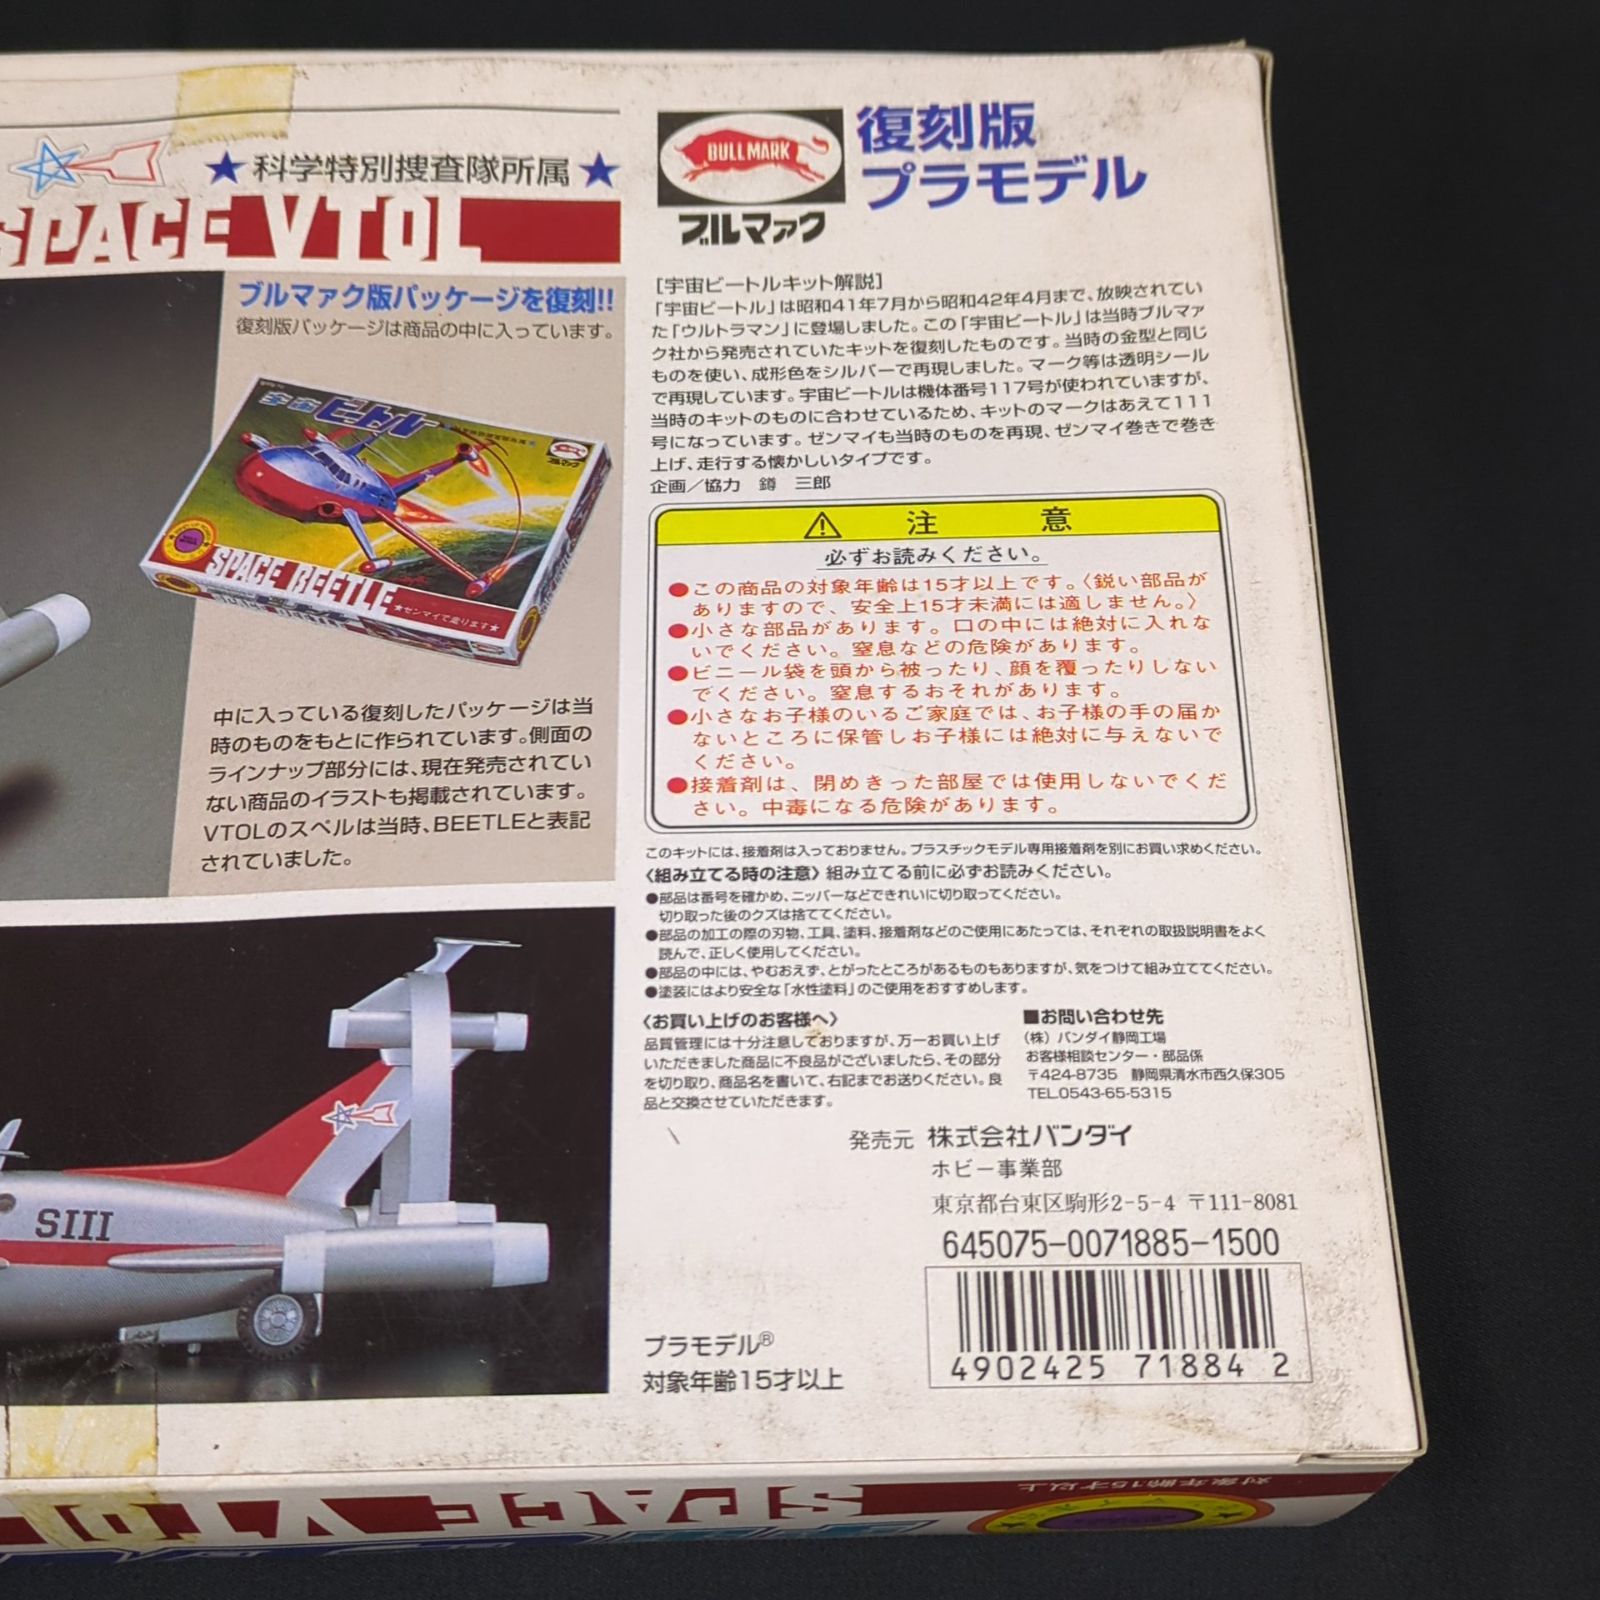 ★科学特別捜査隊所属★
SPACE VTOL
ブルマァク版パッケージを復刻!!
復刻版パッケージは商品の中に入っています。
宇宙ビートル
BULLMARK
ブルマァク
SPACE BEETLE
★ゼンマイで走ります★
中に入っている復刻したパッケージは当
時のものをもとに作られています。側面の
ラインナップ部分には、現在発売されてい
ない商品のイラストも掲載されています。
VTOLのスペルは当時、BEETLEと表記
されていました。
SIII
BULLMARK
ブルマァク
復刻版
プラモデル
[宇宙ビートルキット解説]
「宇宙ビートル」は昭和41年7月から昭和42年4月まで、放映されてい
た「ウルトラマン」に登場しました。この「宇宙ビートル」は当時ブルマァ
ク社から発売されていたキットを復刻したものです。当時の金型と同じ
ものを使い、成形色をシルバーで再現しました。マーク等は透明シール
で再現しています。宇宙ビートルは機体番号117号が使われていますが、
当時のキットのものに合わせているため、キットのマークはあえて111
号になっています。ゼンマイも当時のものを再現、ゼンマイ巻きで巻き
上げ、走行する懐かしいタイプです。
企画／協力 鐏 三郎
⚠ 注 意
必ずお読みください。
●この商品の対象年齢は15才以上です。〈鋭い部品が
ありますので、安全上15才未満には適しません。〉
●小さな部品があります。口の中には絶対に入れな
いでください。窒息などの危険があります。
●ビニール袋を頭から被ったり、顔を覆ったりしない
でください。窒息するおそれがあります。
●小さなお子様のいるご家庭では、お子様の手の届か
ないところに保管しお子様には絶対に与えないで
ください。
●接着剤は、閉めきった部屋では使用しないでくだ
さい。中毒になる危険があります。
このキットには、接着剤は入っておりません。プラスチックモデル専用接着剤を別にお買い求めください。
〈組み立てる時の注意〉組み立てる前に必ずお読みください。
●部品は番号を確かめ、ニッパーなどできれいに切り取ってください。
切り取った後のクズは捨ててください。
●部品の加工の際の刃物、工具、塗料、接着剤などのご使用にあたっては、それぞれの取扱説明書をよく
読んで、正しく使用してください。
●部品の中には、やむおえず、とがったところがあるものもありますが、気をつけて組み立ててください。
●塗装にはより安全な「水性塗料」のご使用をおすすめします。
〈お買い上げのお客様へ〉
品質管理には十分注意しておりますが、万一お買い上げ
いただきました商品に不良品がございましたら、その部分
を切り取り、商品名を書いて、右記までお送りください。良
品と交換させていただきます。
■お問い合わせ先
(株)バンダイ静岡工場
お客様相談センター・部品係
〒424-8735 静岡県清水市西久保305
TEL.0543-65-5315
発売元 株式会社バンダイ
ホビー事業部
東京都台東区駒形2-5-4 〒111-8081
645075-0071885-1500
4902425 71884 2
プラモデル®
対象年齢15才以上
対象年齢15才以上
SPACE VTOL